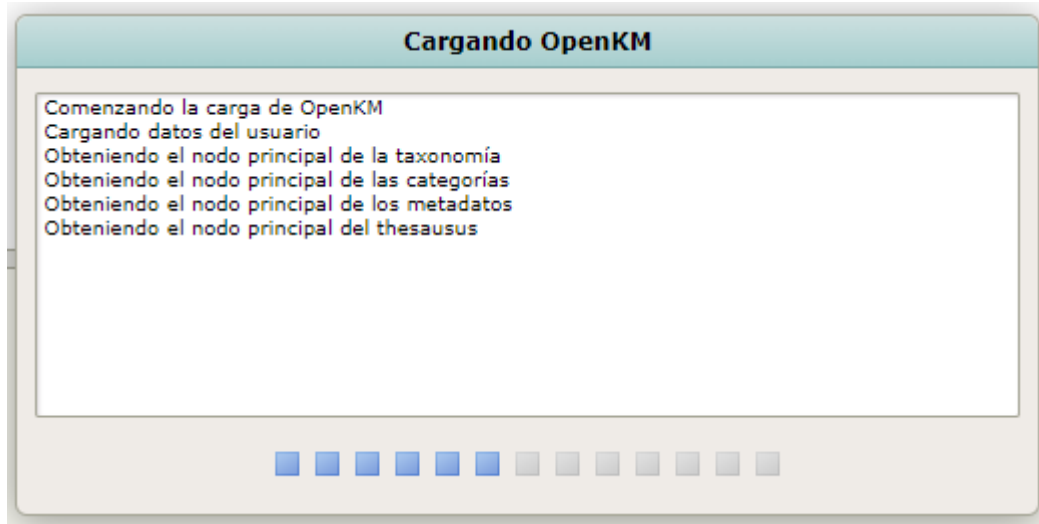 Cargando OpenKM
Comenzando la carga de OpenKM
Cargando datos del usuario
Obteniendo el nodo principal de la taxonomía
Obteniendo el nodo principal de las categorías
Obteniendo el nodo principal de los metadatos
Obteniendo el nodo principal del thesausus